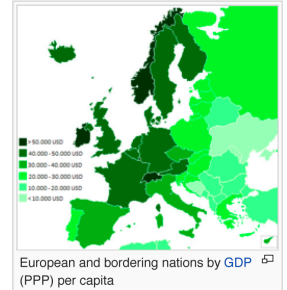 > 50.000 USD
40.000 - 50.000 USD
30.000 - 40.000 USD
20.000 - 30.000 USD
10.000 - 20.000 USD
< 10.000 USD
European and bordering nations by GDP
(PPP) per capita